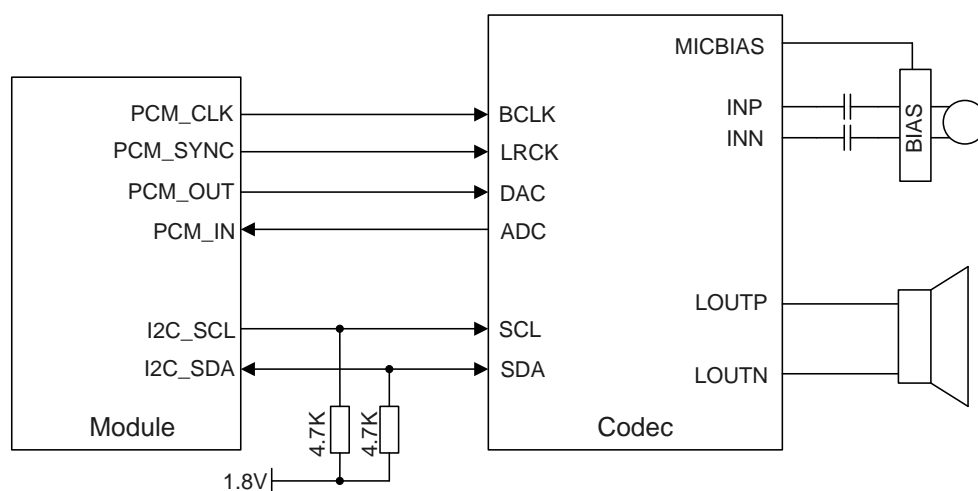 PCM_CLK
PCM_SYNC
PCM_OUT
PCM_IN
I2C_SCL
I2C_SDA
Module
1.8V
4.7K
4.7K
BCLK
LRCK
DAC
ADC
SCL
SDA
Codec
MICBIAS
INP
INN
LOUTP
LOUTN
BIAS